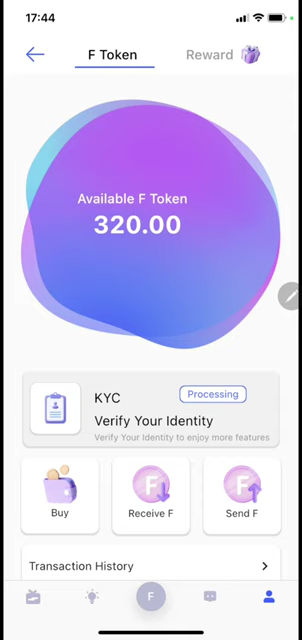 17:44
F Token
Reward
Available F Token
320.00
KYC
Processing
Verify Your Identity
Verify Your Identity to enjoy more features
F
F
Buy
Receive F
Send F
Transaction History
F